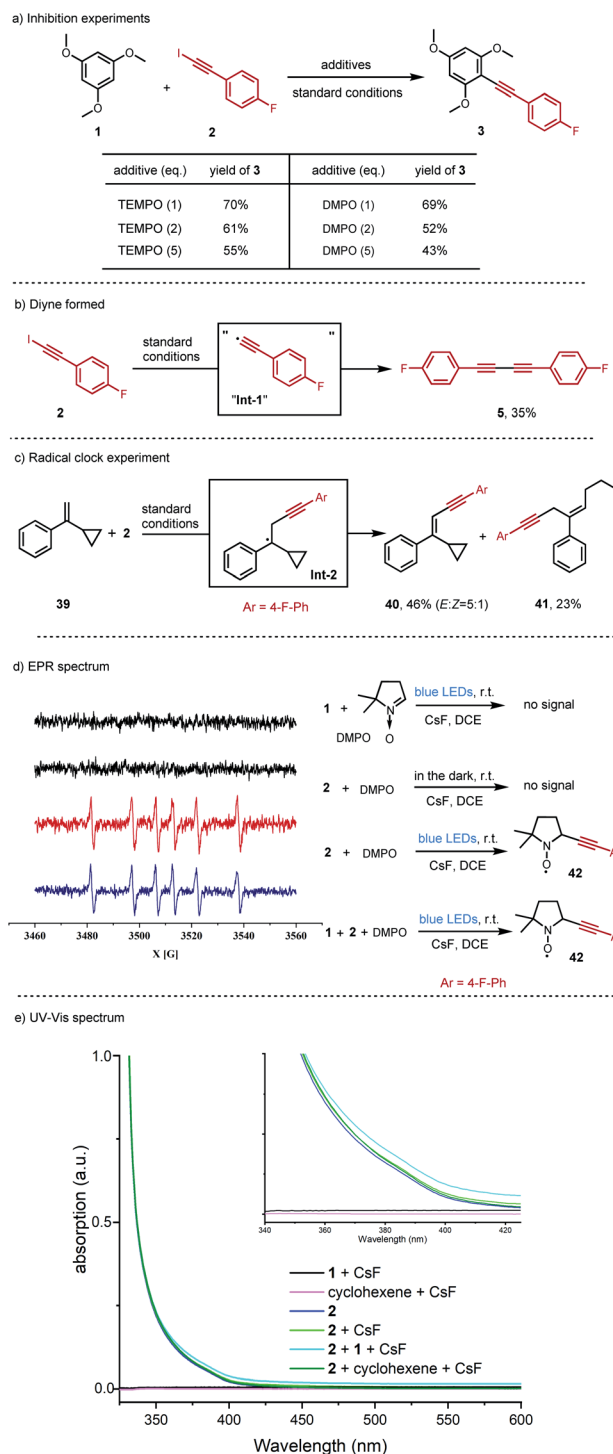 a) Inhibition experiments
O
O
O
1
+
I
F
2
additives
standard conditions
O
O
O
F
3
additive (eq.) yield of 3 additive (eq.) yield of 3
TEMPO (1) 70% DMPO (1) 69%
TEMPO (2) 61% DMPO (2) 52%
TEMPO (5) 55% DMPO (5) 43%
b) Diyne formed
I
F
2
standard
conditions
" "
F
"Int-1"
F
F
5, 35%
c) Radical clock experiment
39
+ 2
standard
conditions
Ar
Int-2
Ar = 4-F-Ph
Ar
40, 46% (E:Z=5:1)
+
Ar
41, 23%
d) EPR spectrum
3460 3480 3500 3520 3540 3560
X [G]
1 +
N
O
DMPO
blue LEDs, r.t.
CsF, DCE
no signal
2 + DMPO
in the dark, r.t.
CsF, DCE
no signal
2 + DMPO
blue LEDs, r.t.
CsF, DCE
N
O
42
1 + 2 + DMPO
blue LEDs, r.t.
CsF, DCE
N
O
42
Ar = 4-F-Ph
e) UV-Vis spectrum
absorption (a.u.)
1.0
0.5
0.0
350 400 450 500 550 600
Wavelength (nm)
340 360 380 400 420
Wavelength (nm)
1 + CsF
cyclohexene + CsF
2
2 + CsF
2 + 1 + CsF
2 + cyclohexene + CsF